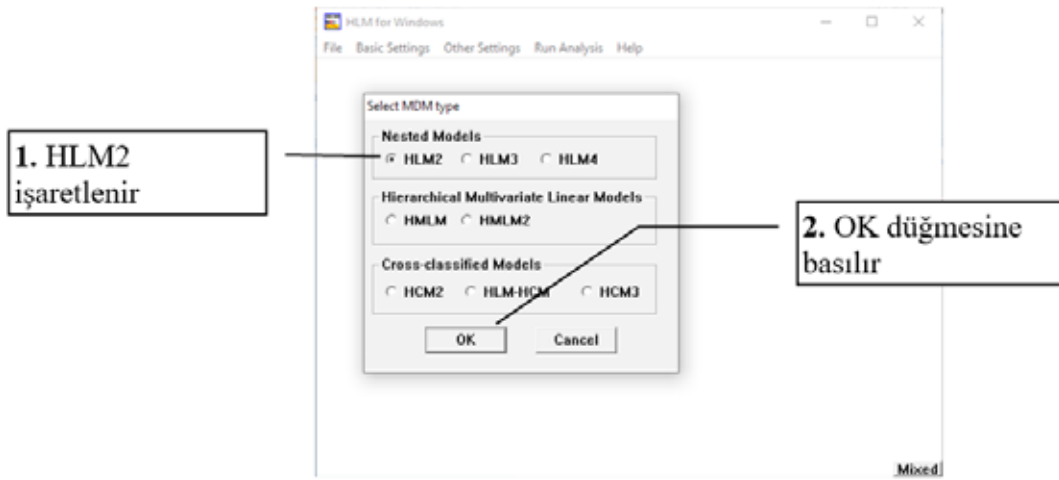 HLM for Windows
File Basic Settings Other Settings Run Analysis Help
Select MDM type
Nested Models
HLM2 HLM3 HLM4
1. HLM2
işaretlenir
Hierarchical Multivariate Linear Models
HMLM HMLM2
2. OK düğmesine
basılır
Cross-classified Models
HCM2 HLM-HCM HCM3
OK Cancel
Mixed